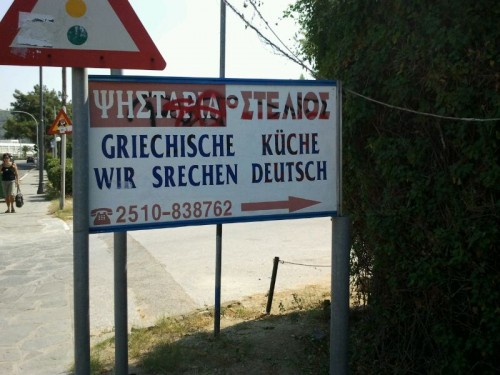 ΨΗΣΤΑΡΙΑ Ο ΣΤΕΛΙΟΣ
GRIECHISCHE KÜCHE
WIR SRECHEN DEUTSCH
2510-838762